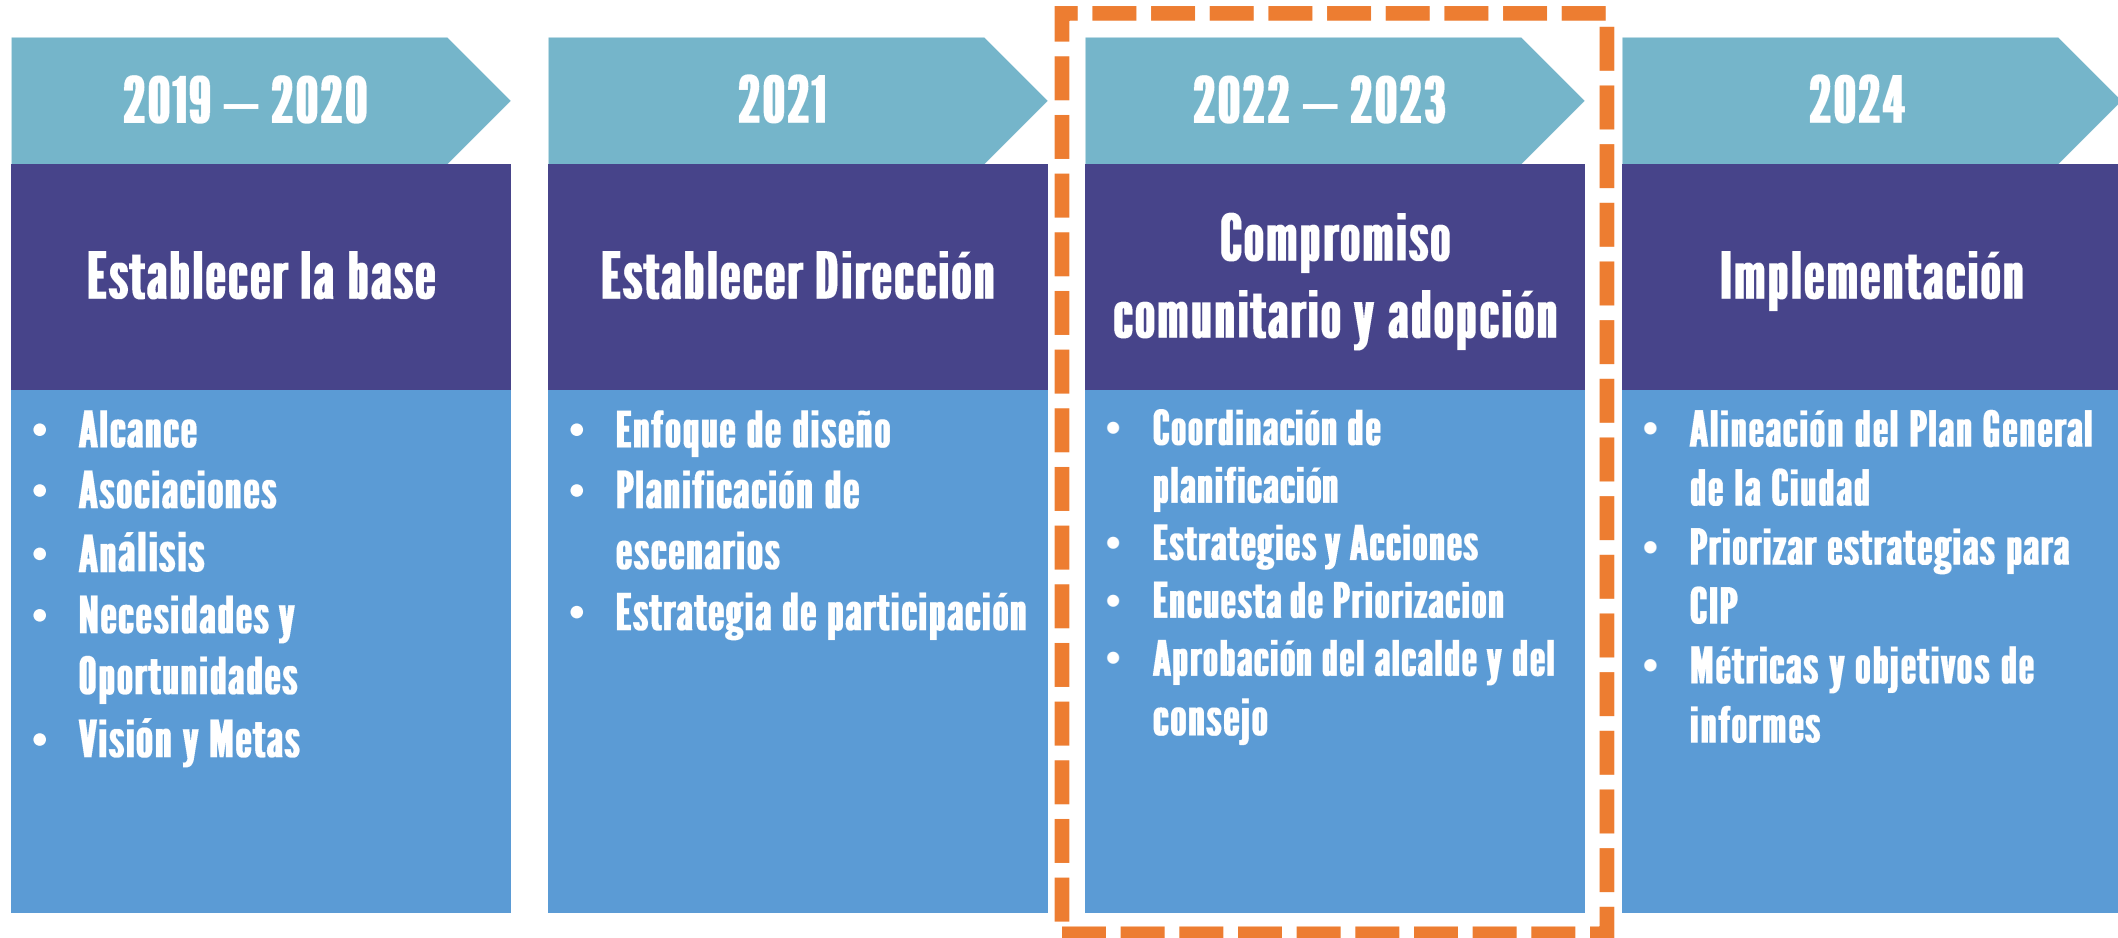 2019 – 2020
Establecer la base
• Alcance
• Asociaciones
• Análisis
• Necesidades y
Oportunidades
• Visión y Metas
2021
Establecer Dirección
• Enfoque de diseño
• Planificación de
escenarios
• Estrategia de participación
2022 – 2023
Compromiso
comunitario y adopción
• Coordinación de
planificación
• Estrategies y Acciones
• Encuesta de Priorizacion
• Aprobación del alcalde y del
consejo
2024
Implementación
• Alineación del Plan General
de la Ciudad
• Priorizar estrategias para
CIP
• Métricas y objetivos de
informes